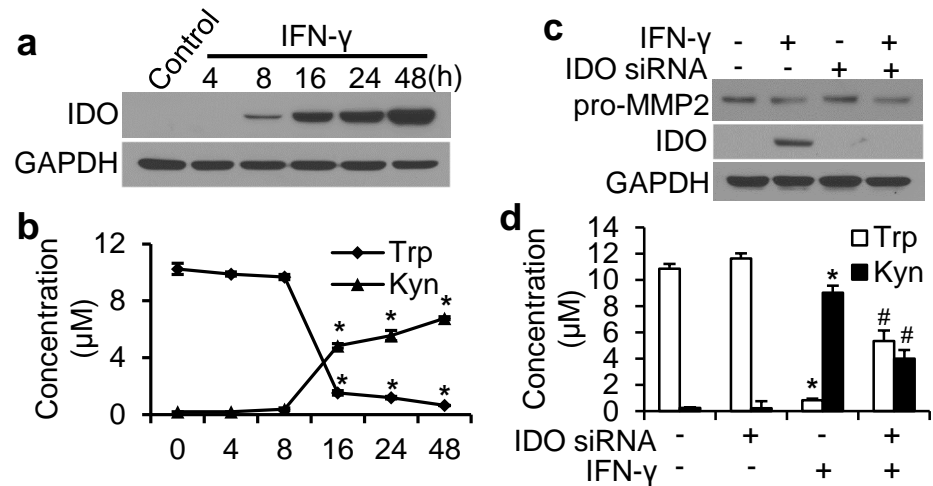 a
Control
IFN-γ
4 8 16 24 48(h)
IDO
GAPDH
b
Concentration
(μM)
12
8
4
0
Trp
Kyn
* * *
* * *
0 4 8 16 24 48
c
IFN-γ - + - +
IDO siRNA - - + +
pro-MMP2
IDO
GAPDH
d
Concentration
(μM)
14
12
10
8
6
4
2
0
Trp
Kyn
*
*
# #
IDO siRNA - + - +
IFN-γ - - + +